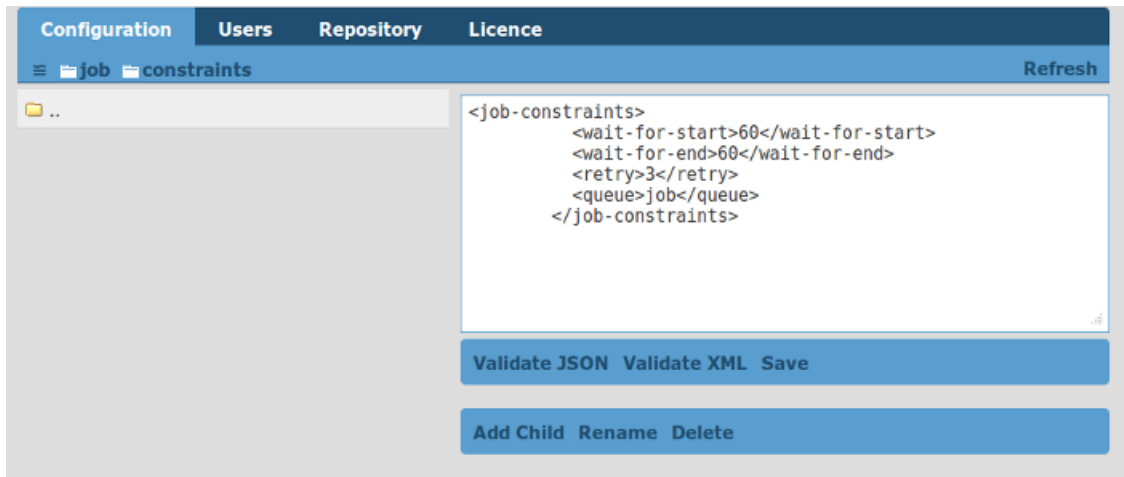 Configuration Users Repository Licence
job constraints Refresh
..
<job-constraints>
<wait-for-start>60</wait-for-start>
<wait-for-end>60</wait-for-end>
<retry>3</retry>
<queue>job</queue>
</job-constraints>
Validate JSON Validate XML Save
Add Child Rename Delete